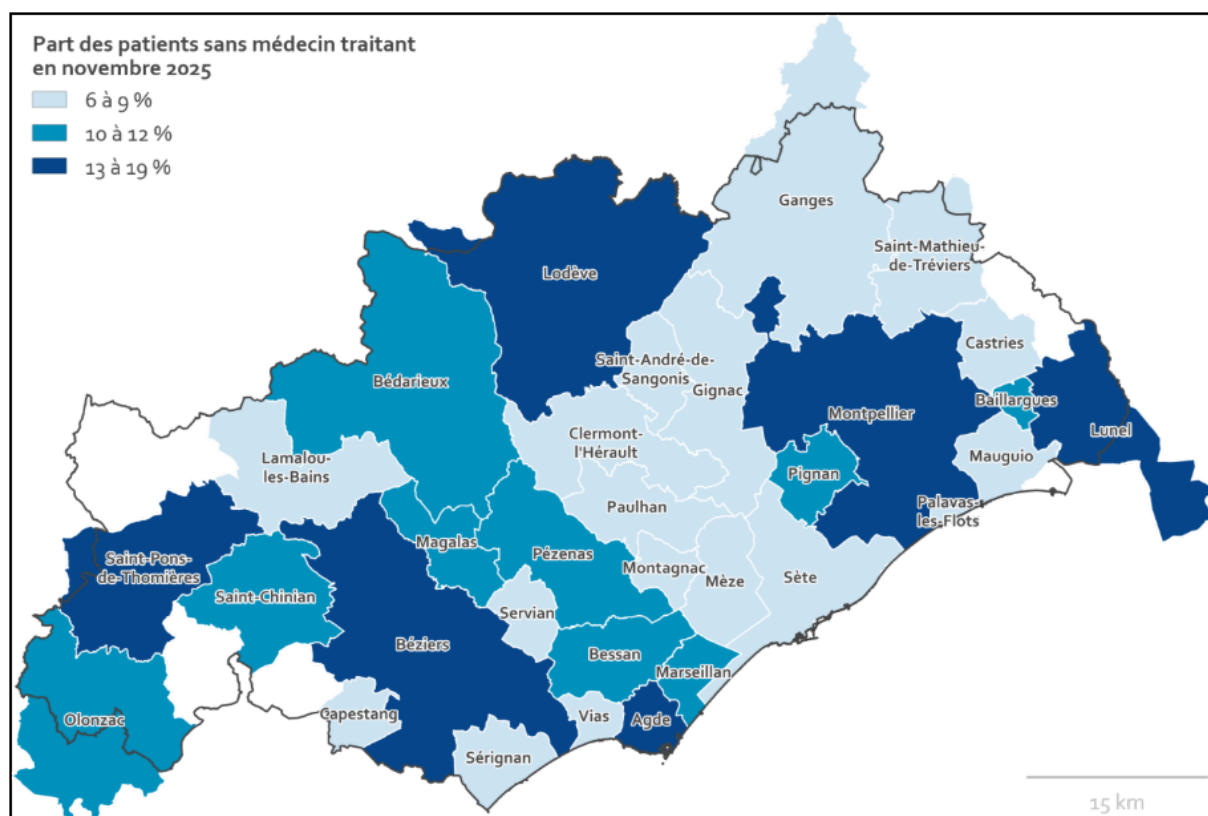 Part des patients sans médecin traitant
en novembre 2025
6 à 9 %
10 à 12 %
13 à 19 %
Ganges
Saint-Mathieu-
de-Tréviers
Lodève
Castries
Saint-André-de-
Sangonis
Gignac
Bédarieux
Baillargues
Montpellier
Lunel
Clermont-
l'Hérault
Mauguio
Lamalou-
les-Bains
Pignan
Paulhan
Palavas-
les-Flots
Magalas
Pézenas
Saint-Pons-
de-Thomières
Montagnac
Mèze
Sète
Saint-Chinian
Servian
Béziers
Bessan
Marseillan
Capestang
Vias
Agde
Olonzac
Sérignan
15 km